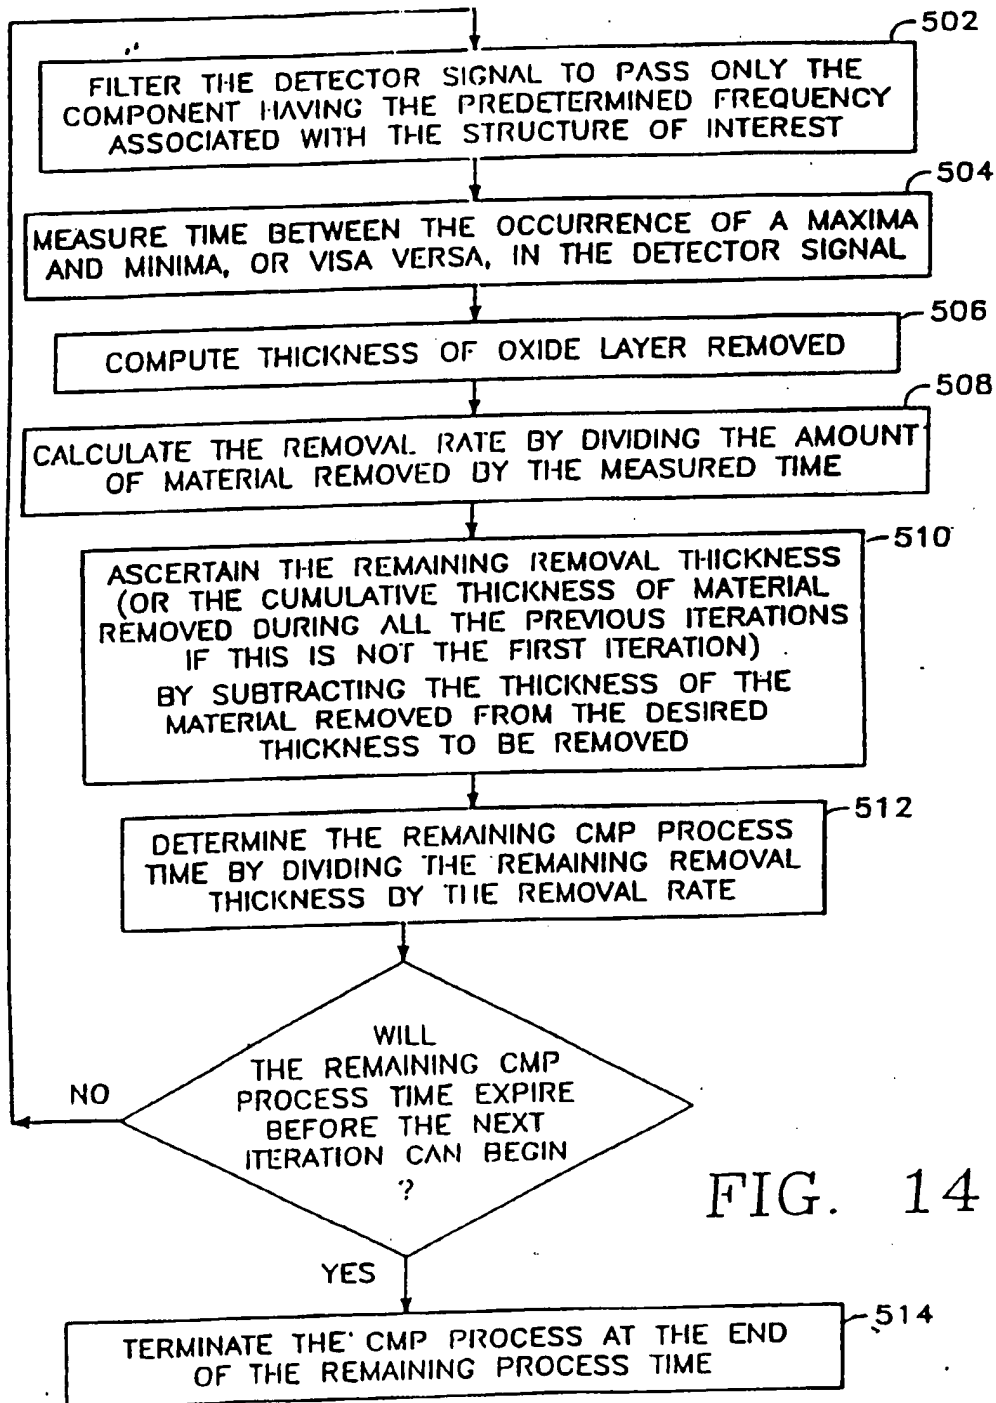 502
FILTER THE DETECTOR SIGNAL TO PASS ONLY THE
COMPONENT HAVING THE PREDETERMINED FREQUENCY
ASSOCIATED WITH THE STRUCTURE OF INTEREST
504
MEASURE TIME BETWEEN THE OCCURRENCE OF A MAXIMA
AND MINIMA, OR VISA VERSA, IN THE DETECTOR SIGNAL
506
COMPUTE THICKNESS OF OXIDE LAYER REMOVED
508
CALCULATE THE REMOVAL RATE BY DIVIDING THE AMOUNT
OF MATERIAL REMOVED BY THE MEASURED TIME
510
ASCERTAIN THE REMAINING REMOVAL THICKNESS
(OR THE CUMULATIVE THICKNESS OF MATERIAL
REMOVED DURING ALL THE PREVIOUS ITERATIONS
IF THIS IS NOT THE FIRST ITERATION)
BY SUBTRACTING THE THICKNESS OF THE
MATERIAL REMOVED FROM THE DESIRED
THICKNESS TO BE REMOVED
512
DETERMINE THE REMAINING CMP PROCESS
TIME BY DIVIDING THE REMAINING REMOVAL
THICKNESS BY THE REMOVAL RATE
WILL
THE REMAINING CMP
PROCESS TIME EXPIRE
BEFORE THE NEXT
ITERATION CAN BEGIN
?
NO
YES
FIG. 14
514
TERMINATE THE CMP PROCESS AT THE END
OF THE REMAINING PROCESS TIME